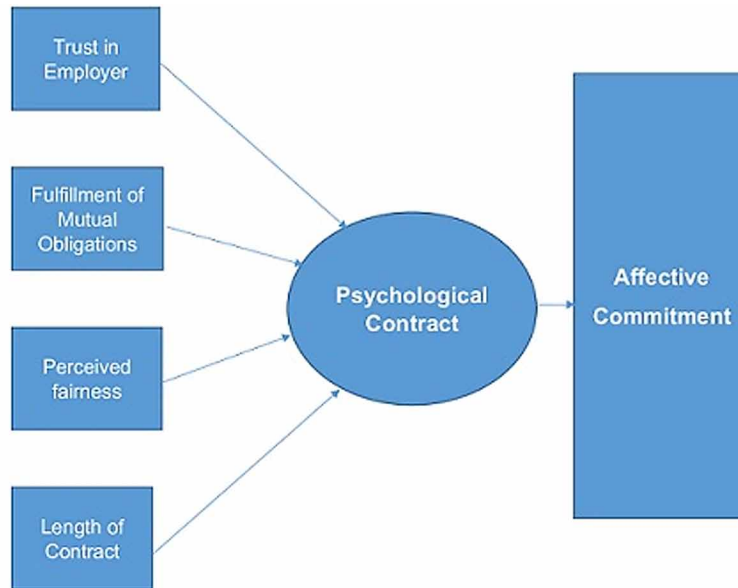 Trust in
Employer
Fulfillment of
Mutual
Obligations
Perceived
fairness
Length of
Contract
Psychological
Contract
Affective
Commitment